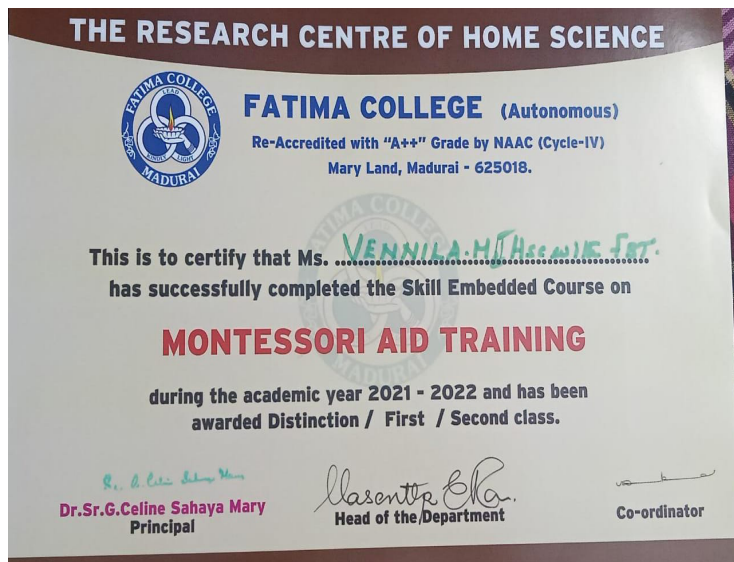 THE RESEARCH CENTRE OF HOME SCIENCE
FATIMA COLLEGE
LEAD
KINDLY LIGHT
MADURAI
FATIMA COLLEGE (Autonomous)
Re-Accredited with "A++" Grade by NAAC (Cycle-IV)
Mary Land, Madurai - 625018.
This is to certify that Ms. VENNILA.M
has successfully completed the Skill Embedded Course on
MONTESSORI AID TRAINING
during the academic year 2021 - 2022 and has been
awarded Distinction / First / Second class.
Dr.Sr.G.Celine Sahaya Mary
Principal
Head of the Department
Co-ordinator